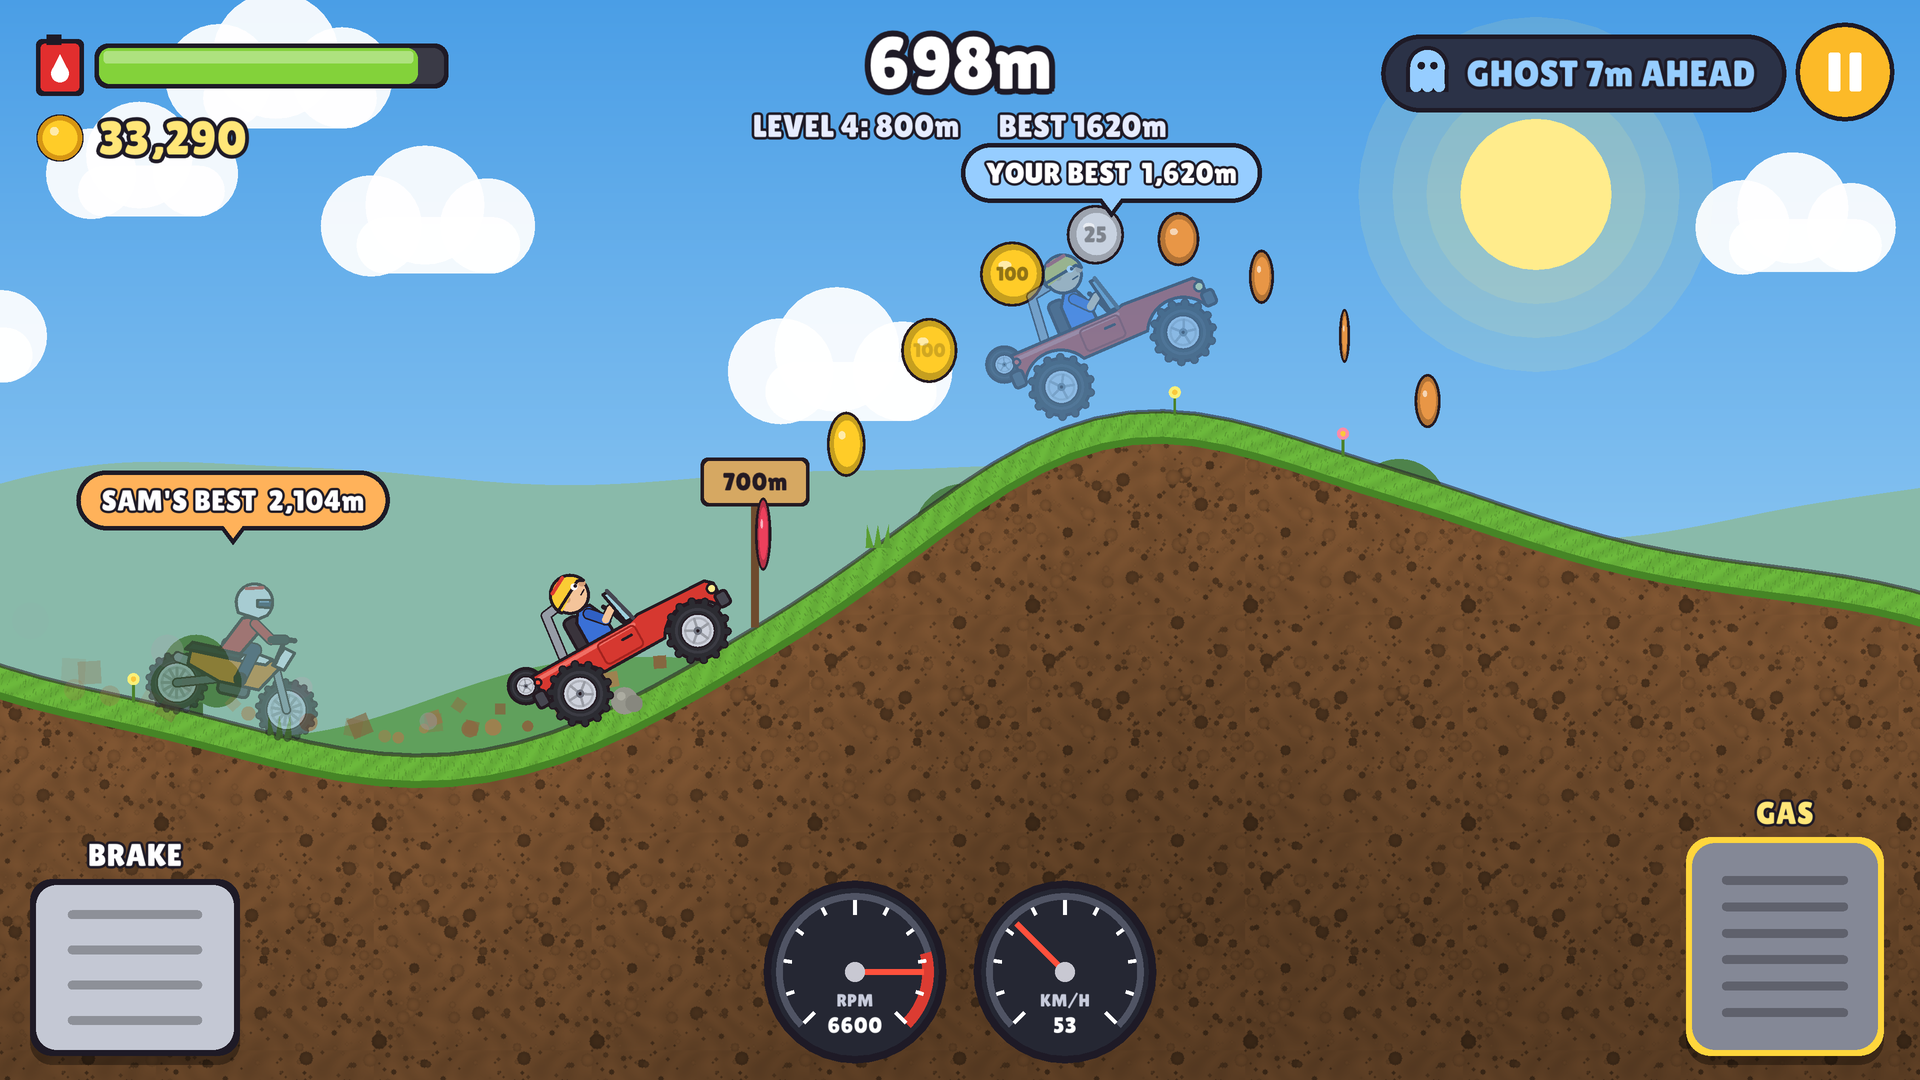 698m
GHOST 7m AHEAD
33,290
LEVEL 4: 800m BEST 1620m
YOUR BEST 1,620m
25
100
100
700m
SAM'S BEST 2,104m
GAS
BRAKE
RPM
6600
KM/H
53